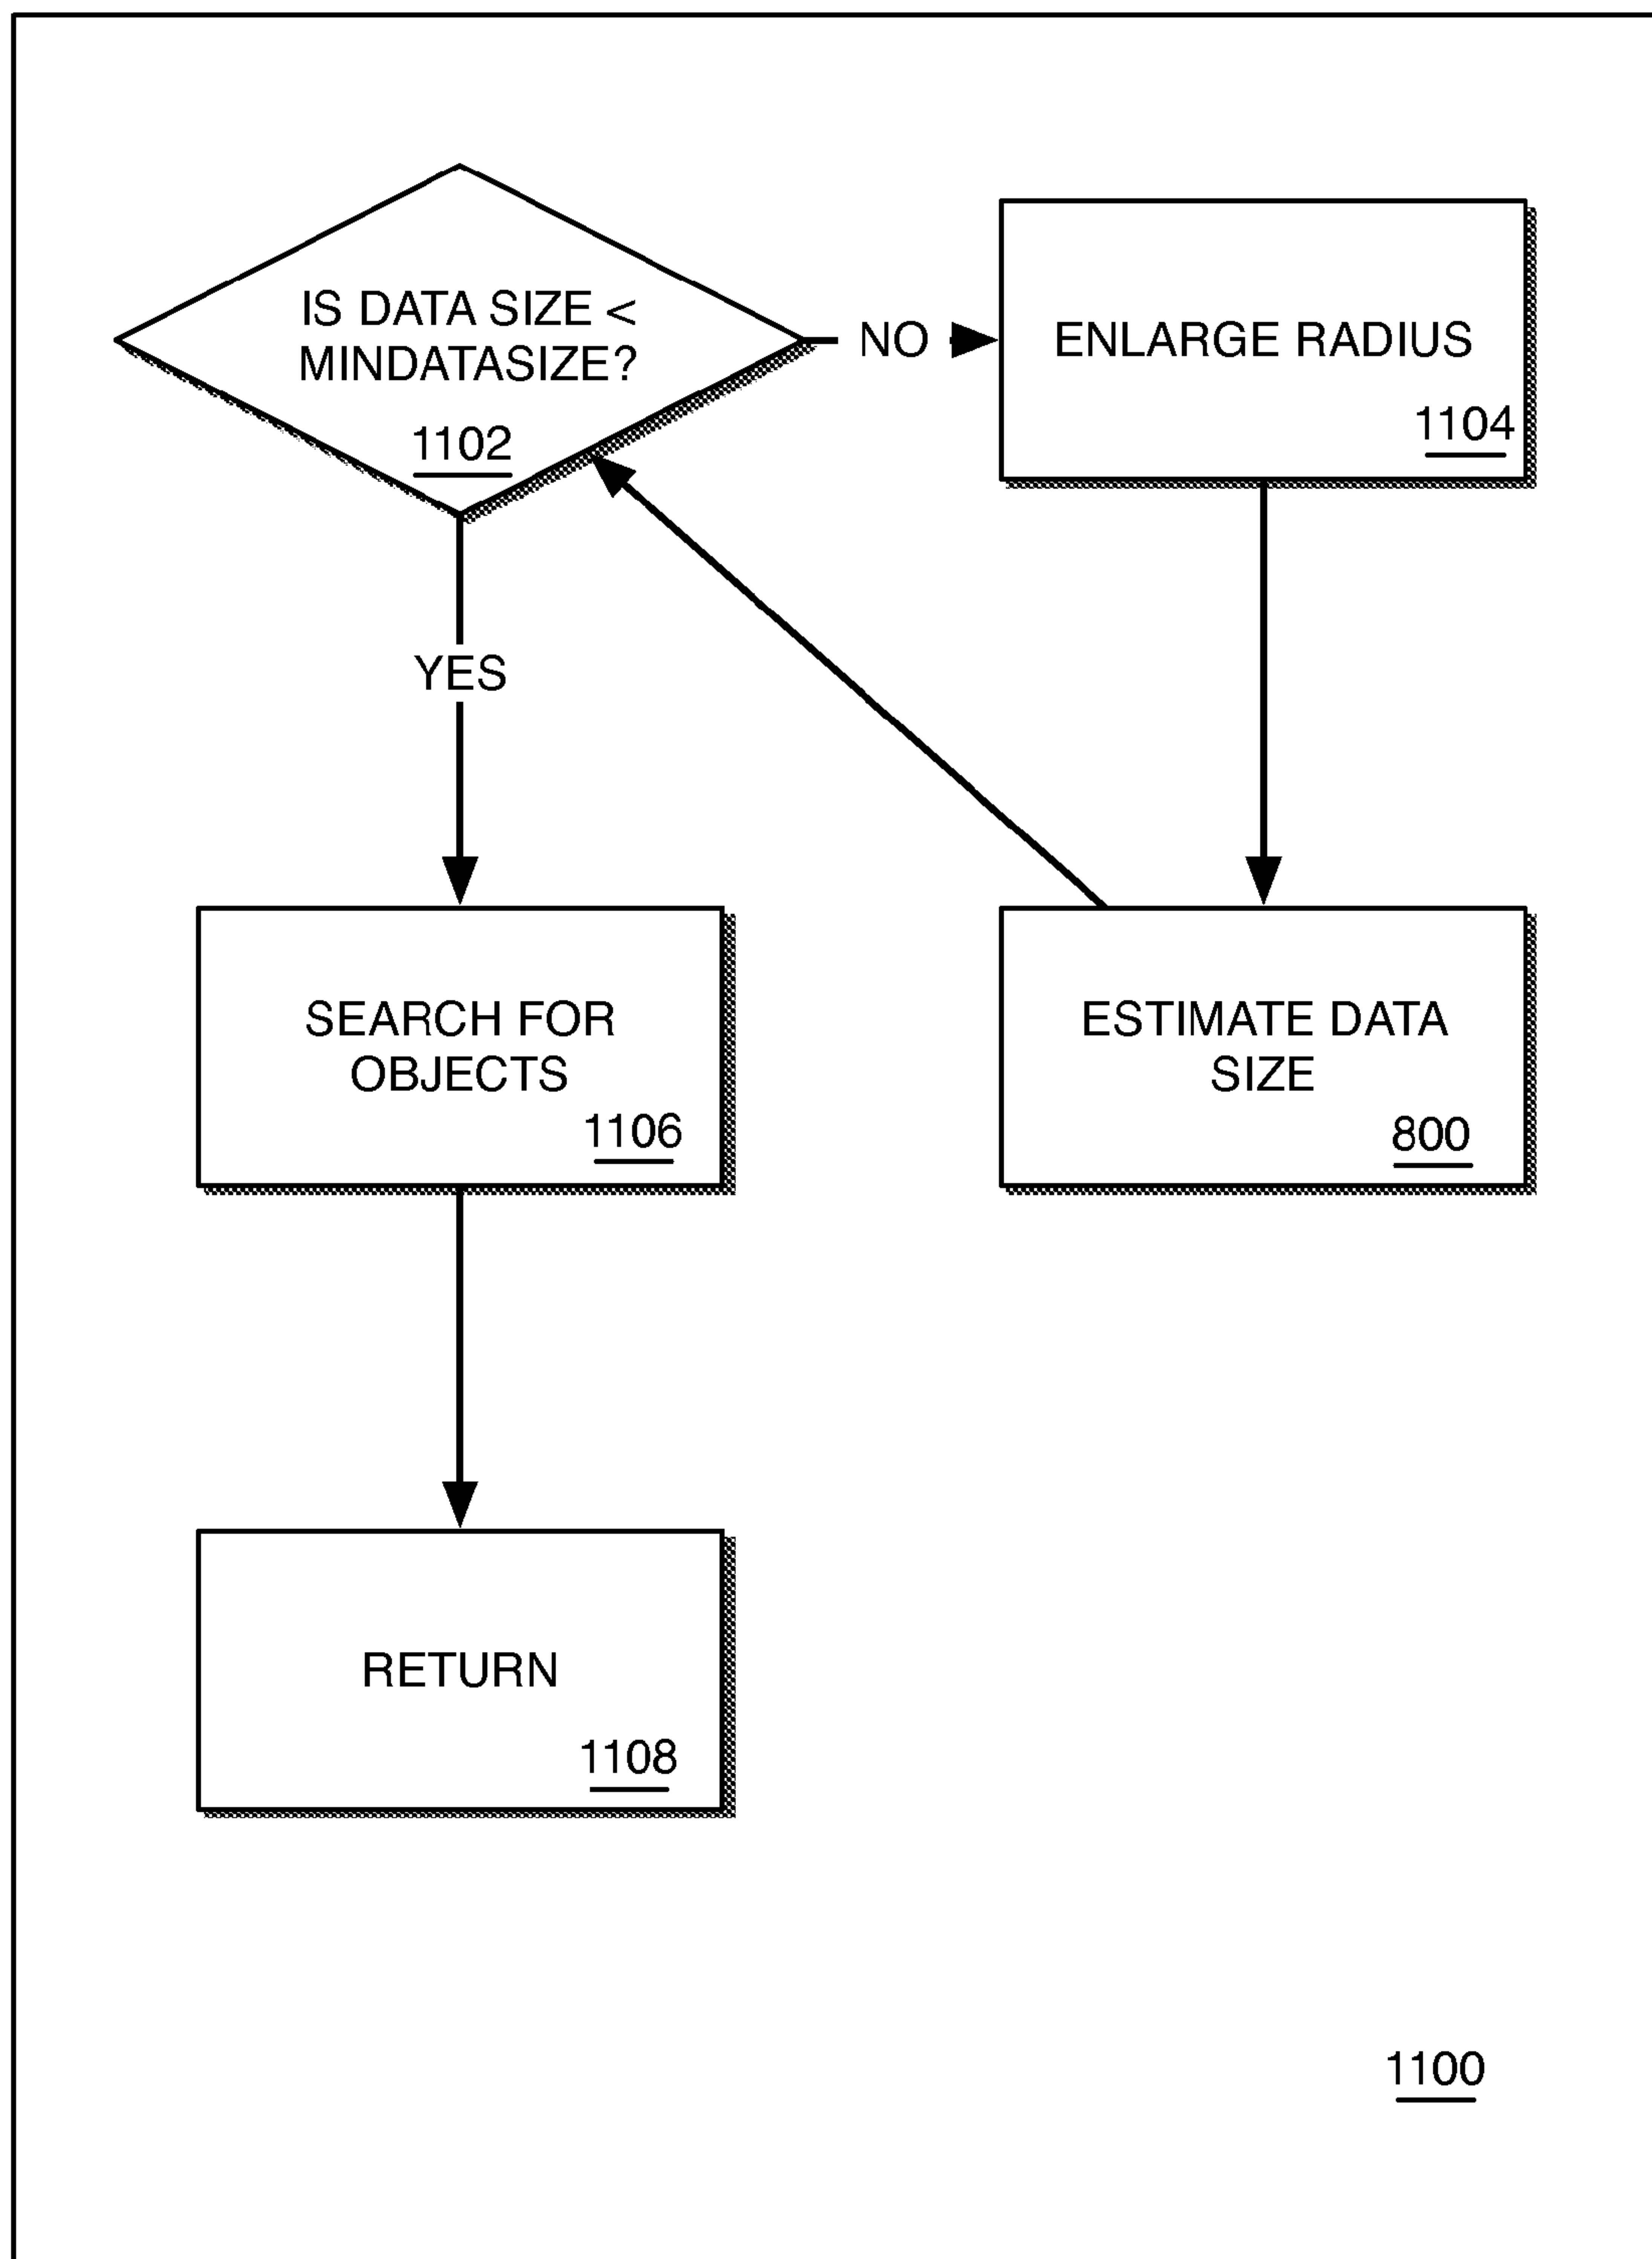 IS DATA SIZE <
MINDATASIZE?
1102
NO
ENLARGE RADIUS
1104
YES
SEARCH FOR
OBJECTS
1106
ESTIMATE DATA
SIZE
800
RETURN
1108
1100